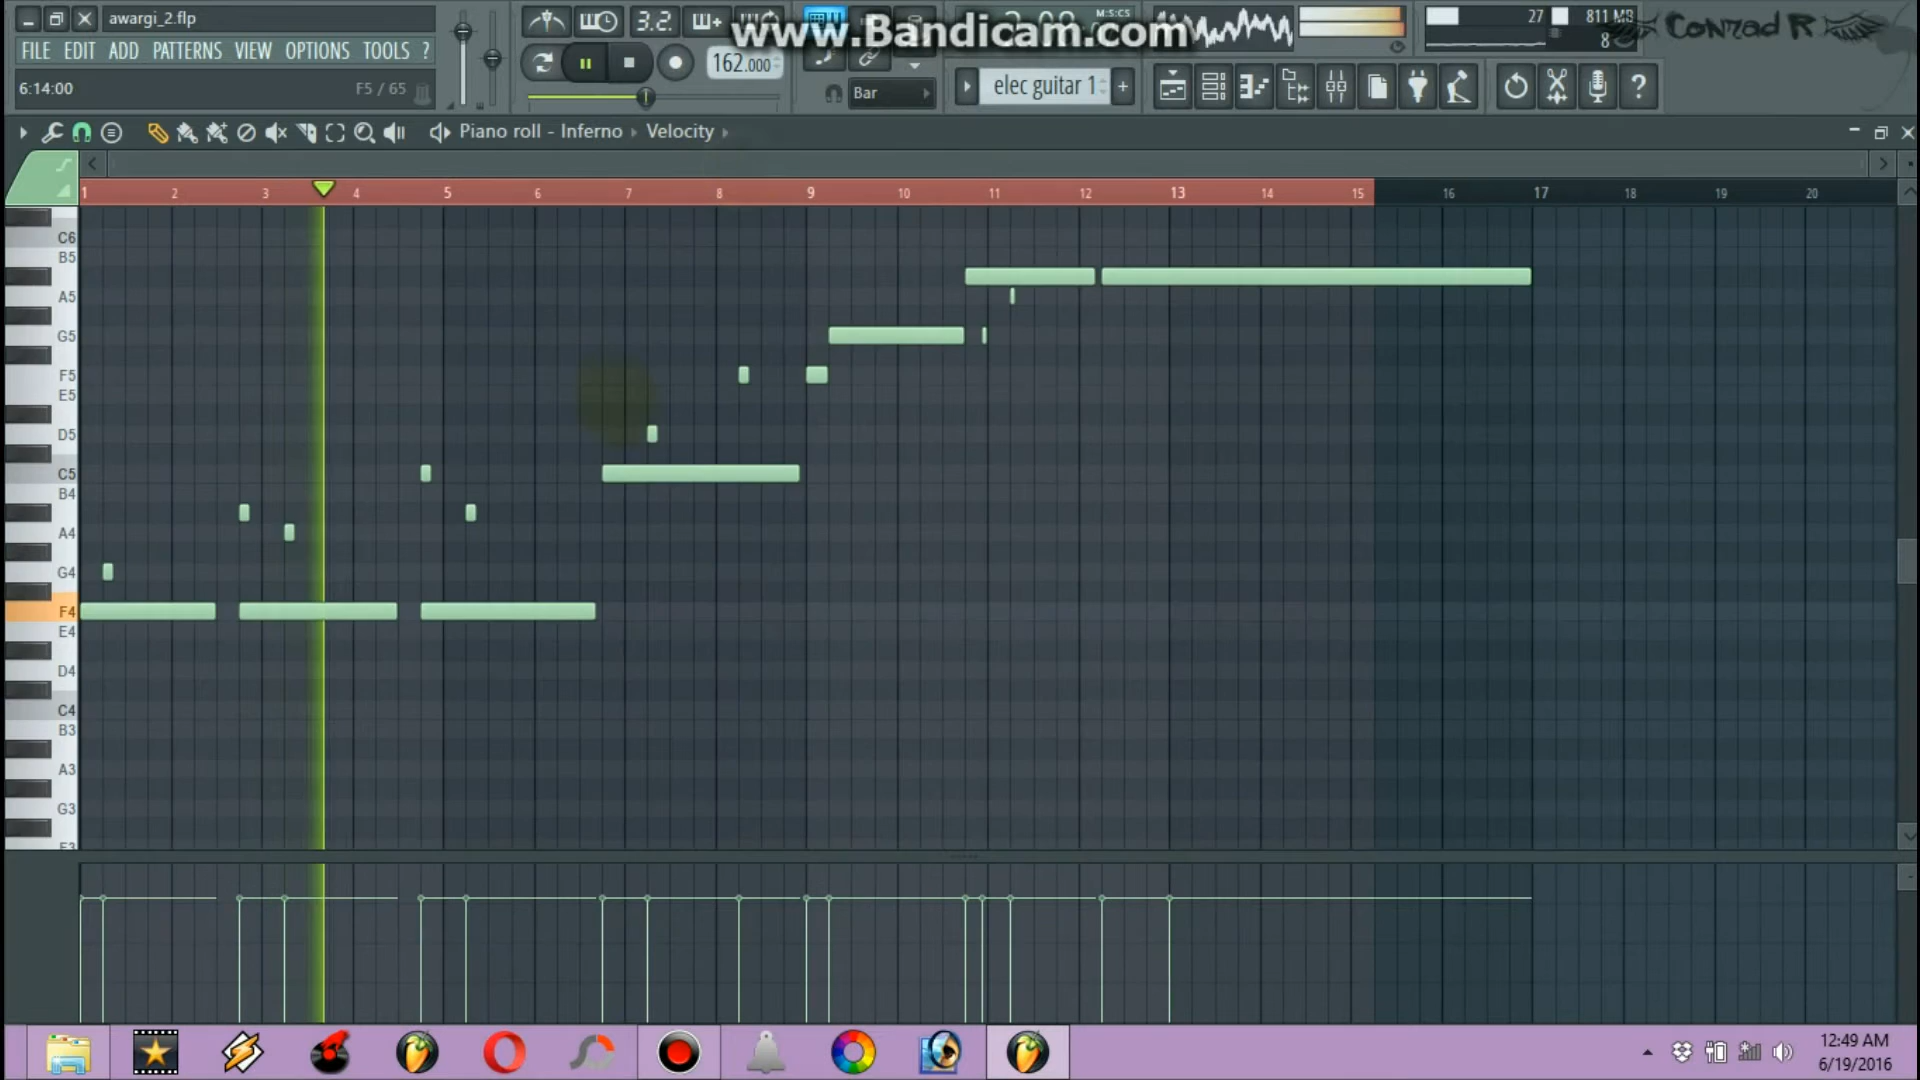 awargi_2.flp
3.2.
www.Bandicam.com
M:S:CS
27
811 MB
8
Conrad R
FILE EDIT ADD PATTERNS VIEW OPTIONS TOOLS ?
162.000
6:14:00
F5 / 65
Bar
elec guitar 1
+
?
Piano roll - Inferno
Velocity
1 2 3 4 5 6 7 8 9 10 11 12 13 14 15 16 17 18 19 20
C6
B5
A5
G5
F5
E5
D5
C5
B4
A4
G4
F4
E4
D4
C4
B3
A3
G3
F3
12:49 AM
6/19/2016